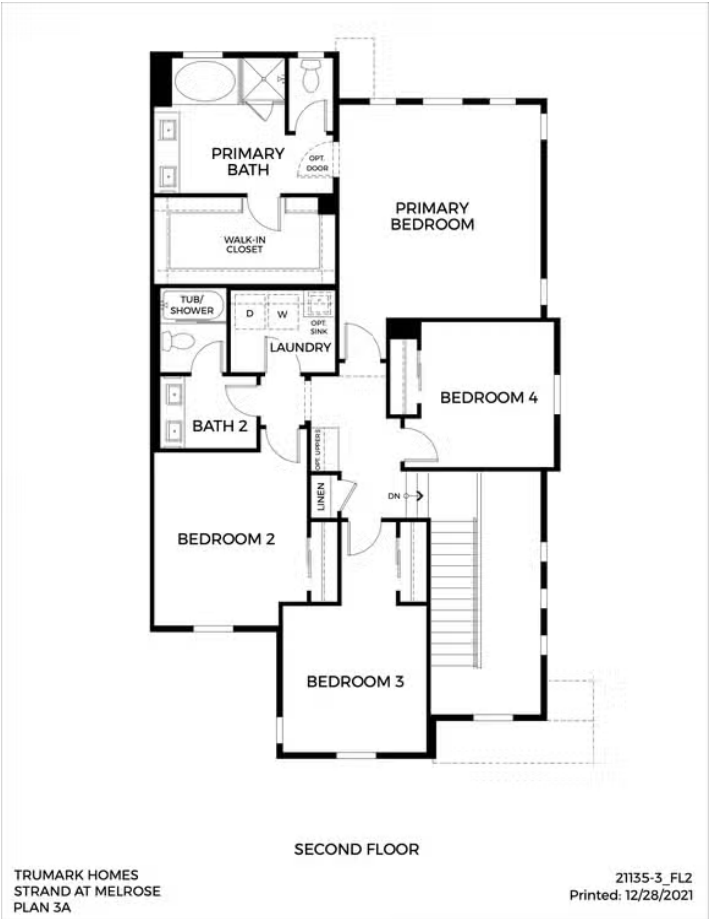 PRIMARY
BATH
OPT.
DOOR
PRIMARY
BEDROOM
WALK-IN
CLOSET
TUB/
SHOWER
D
W
OPT.
SINK
LAUNDRY
BEDROOM 4
BATH 2
OPT. UPPERS
LINEN
DN
BEDROOM 2
BEDROOM 3
SECOND FLOOR
TRUMARK HOMES
STRAND AT MELROSE
PLAN 3A
21135-3_FL2
Printed: 12/28/2021